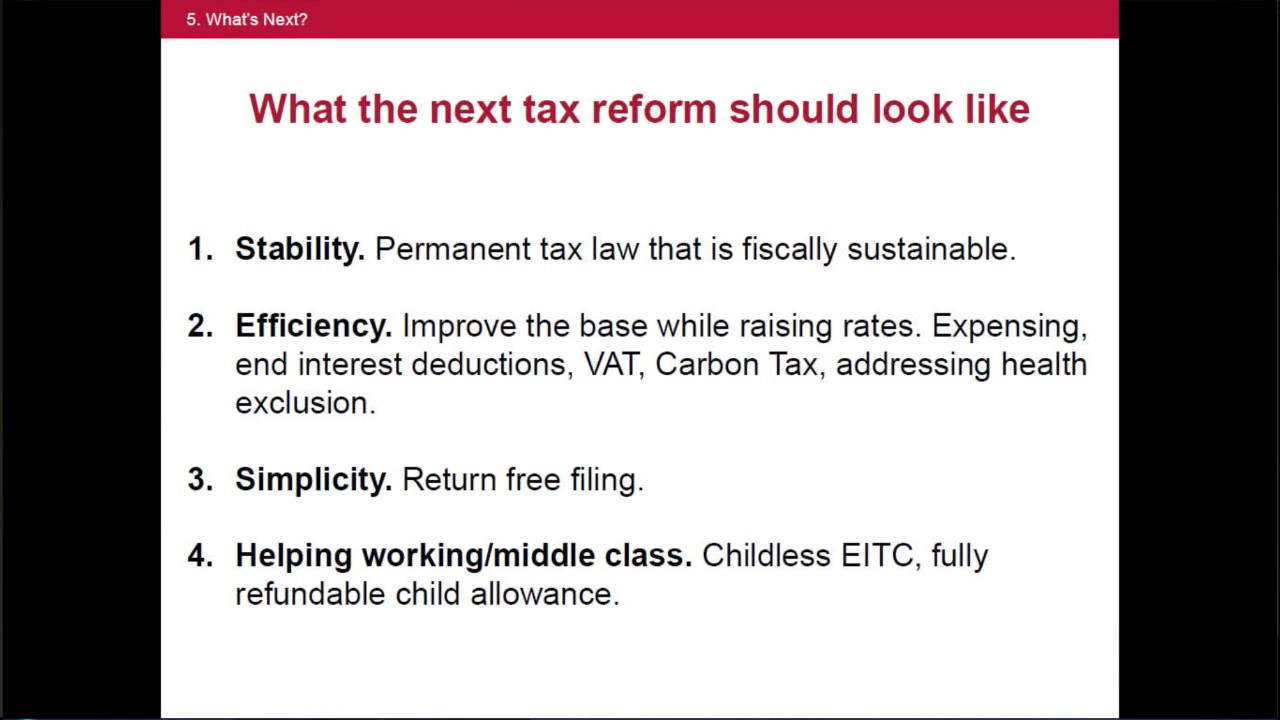 5. What's Next?
What the next tax reform should look like
1. Stability. Permanent tax law that is fiscally sustainable.
2. Efficiency. Improve the base while raising rates. Expensing,
end interest deductions, VAT, Carbon Tax, addressing health
exclusion.
3. Simplicity. Return free filing.
4. Helping working/middle class. Childless EITC, fully
refundable child allowance.